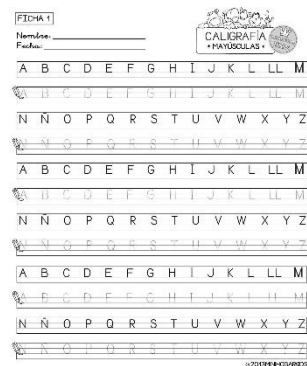 FICHA 1
Nombre:
Fecha:
CALIGRAFÍA
• MAYÚSCULAS •
A B C D E F G H I J K L LL M
A B C D E F G H I J K L LL M
N Ñ O P Q R S T U V W X Y Z
N Ñ O P Q R S T U V W X Y Z
A B C D E F G H I J K L LL M
A B C D E F G H I J K L LL M
N Ñ O P Q R S T U V W X Y Z
N Ñ O P Q R S T U V W X Y Z
A B C D E F G H I J K L LL M
A B C D E F G H I J K L LL M
N Ñ O P Q R S T U V W X Y Z
N Ñ O P Q R S T U V W X Y Z